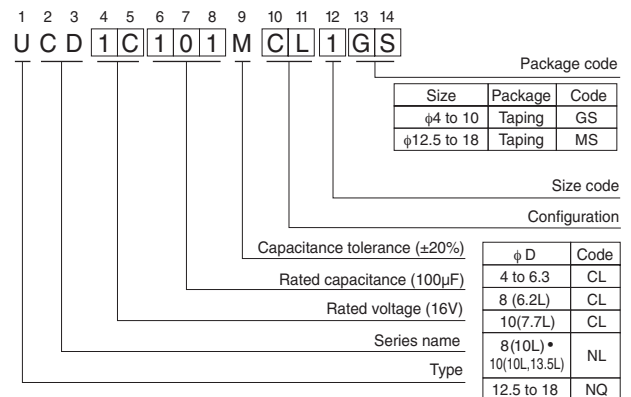 1 2 3 4 5 6 7 8 9 10 11 12 13 14
U C D 1 C 1 0 1 M C L 1 G S
Package code
Size Package Code
φ4 to 10 Taping GS
φ12.5 to 18 Taping MS
Size code
Configuration
Capacitance tolerance (±20%)
Rated capacitance (100µF)
Rated voltage (16V)
Series name
Type
φ D Code
4 to 6.3 CL
8 (6.2L) CL
10(7.7L) CL
8(10L) •
10(10L,13.5L) NL
12.5 to 18 NQ